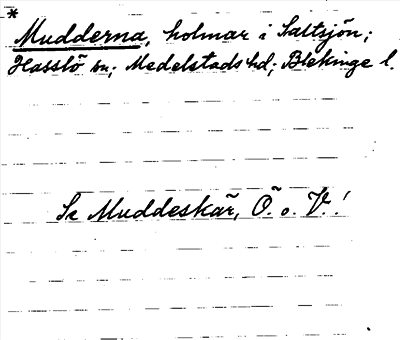 *
Mudderna, holmar i Saltsjön;
Hasslö sn; Medelstads hd; Blekinge l.
Se Muddeskär, Ö. o. V.!